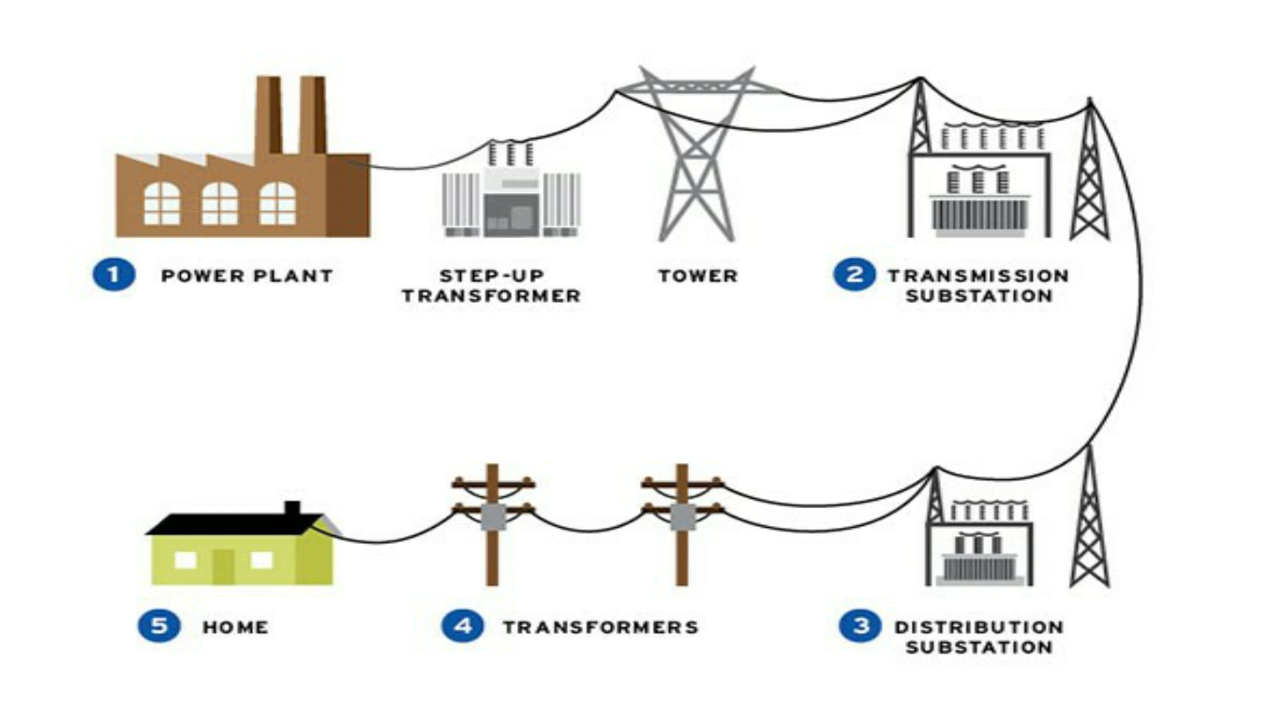 1 POWER PLANT
STEP-UP
TRANSFORMER
TOWER
2 TRANSMISSION
SUBSTATION
5 HOME
4 TRANSFORMERS
3 DISTRIBUTION
SUBSTATION